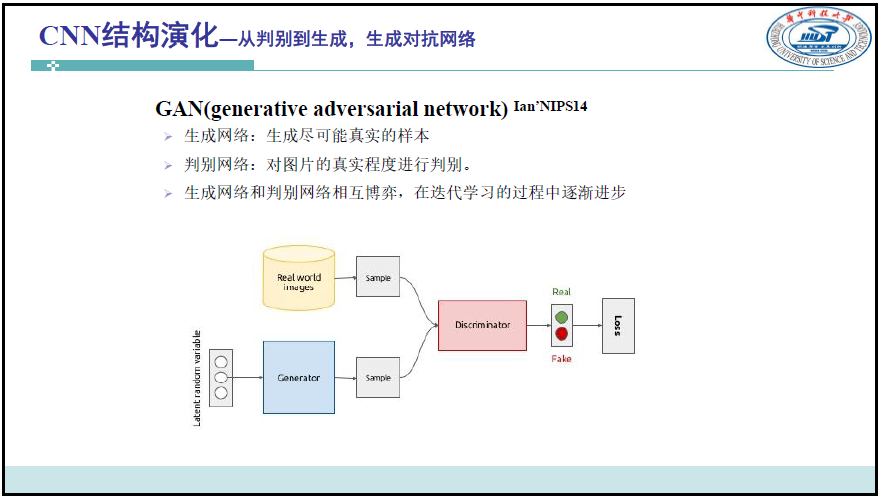 CNN结构演化—从判别到生成，生成对抗网络
GAN(generative adversarial network) Ian’NIPS14
生成网络：生成尽可能真实的样本
判别网络：对图片的真实程度进行判别。
生成网络和判别网络相互博弈，在迭代学习的过程中逐渐进步
Real world
images
Sample
Latent random variable
Generator
Sample
Discriminator
Real
Fake
Loss